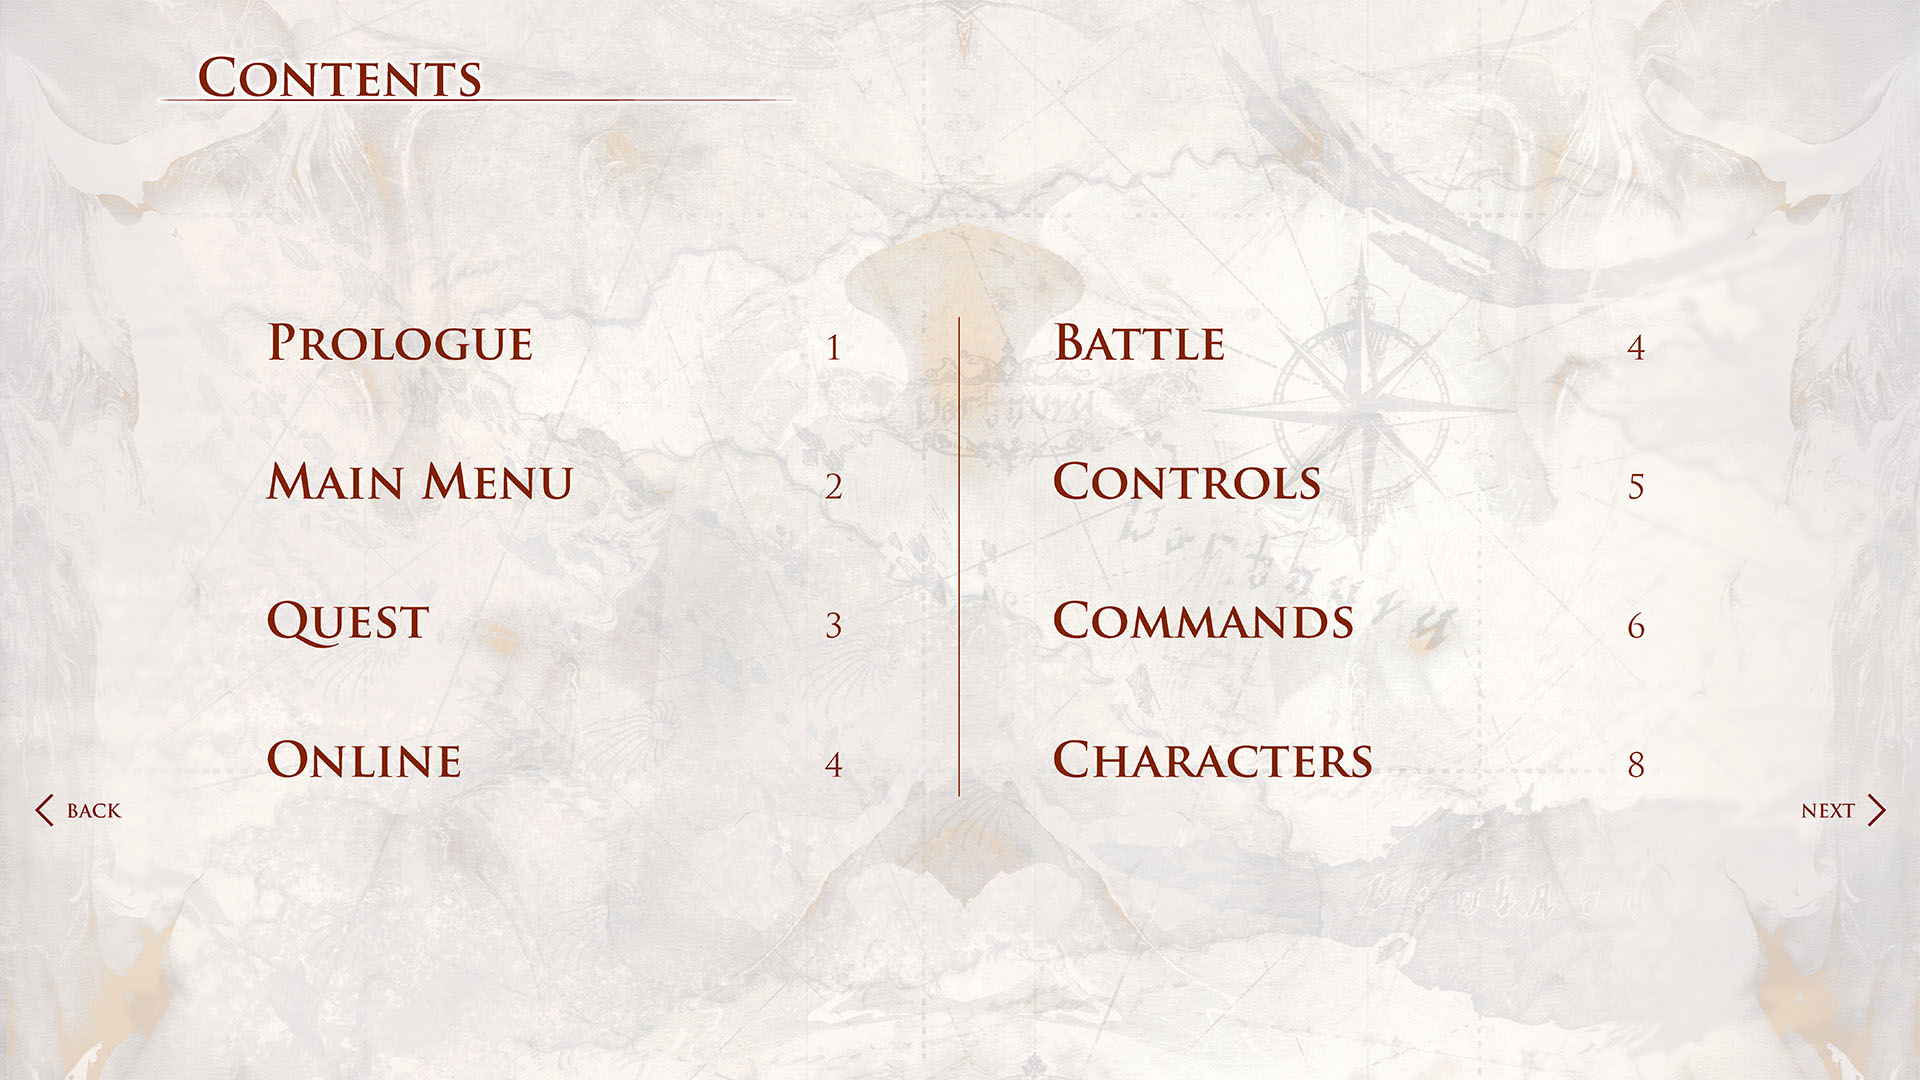 Contents
Prologue 1
Main Menu 2
Quest 3
Online 4
Battle 4
Controls 5
Commands 6
Characters 8
BACK
NEXT